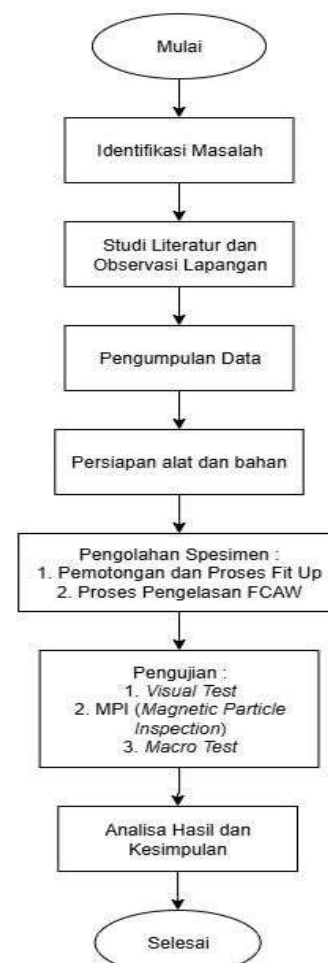 Mulai
Identifikasi Masalah
Studi Literatur dan
Observasi Lapangan
Pengumpulan Data
Persiapan alat dan bahan
Pengolahan Spesimen :
1. Pemotongan dan Proses Fit Up
2. Proses Pengelasan FCAW
Pengujian :
1. Visual Test
2. MPI (Magnetic Particle
Inspection)
3. Macro Test
Analisa Hasil dan
Kesimpulan
Selesai